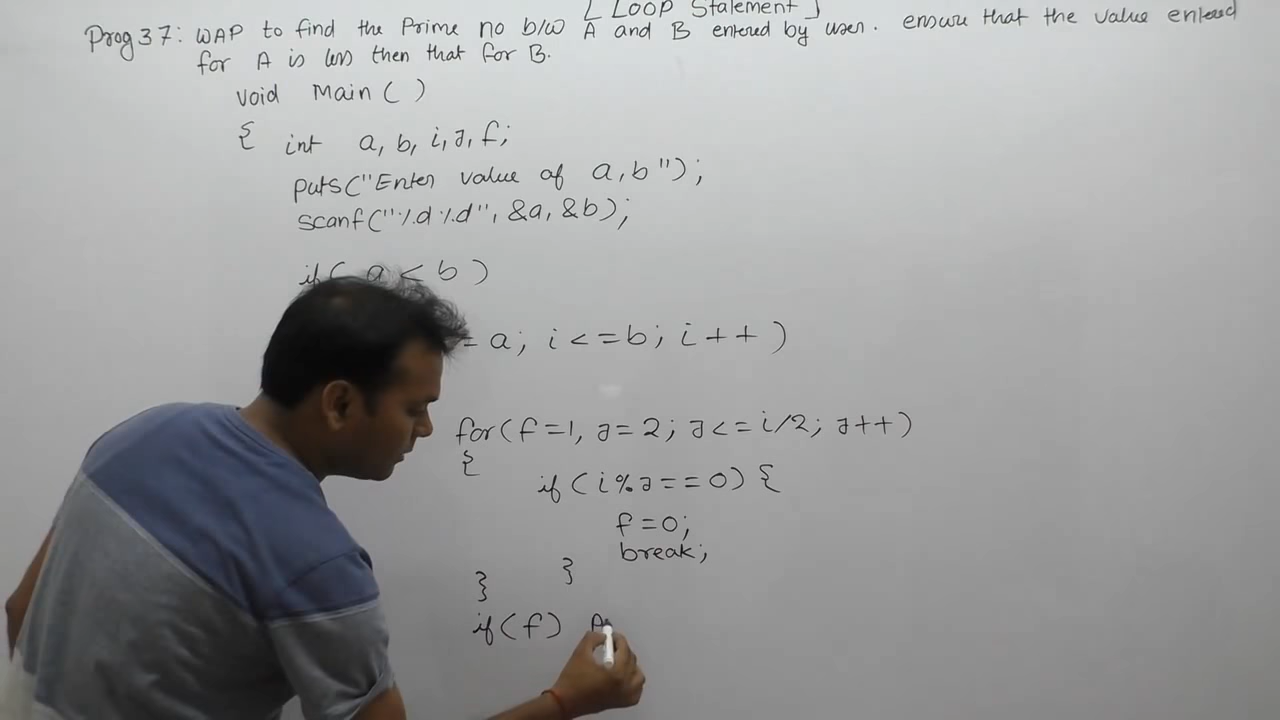 [ LOOP Statement ]
Prog 37: WAP to find the Prime no b/w A and B entered by user. ensure that the value entered
for A is less then that for B.
void Main ( )
{ int a, b, i, J, f;
puts("Enter value of a,b");
scanf("%d %d", &a, &b);
if( a < b )
= a; i <= b; i ++ )
for(f=1, J=2; J<=i/2; J++)
{
if(i%J==0) {
f=0;
break;
}
}
if(f)